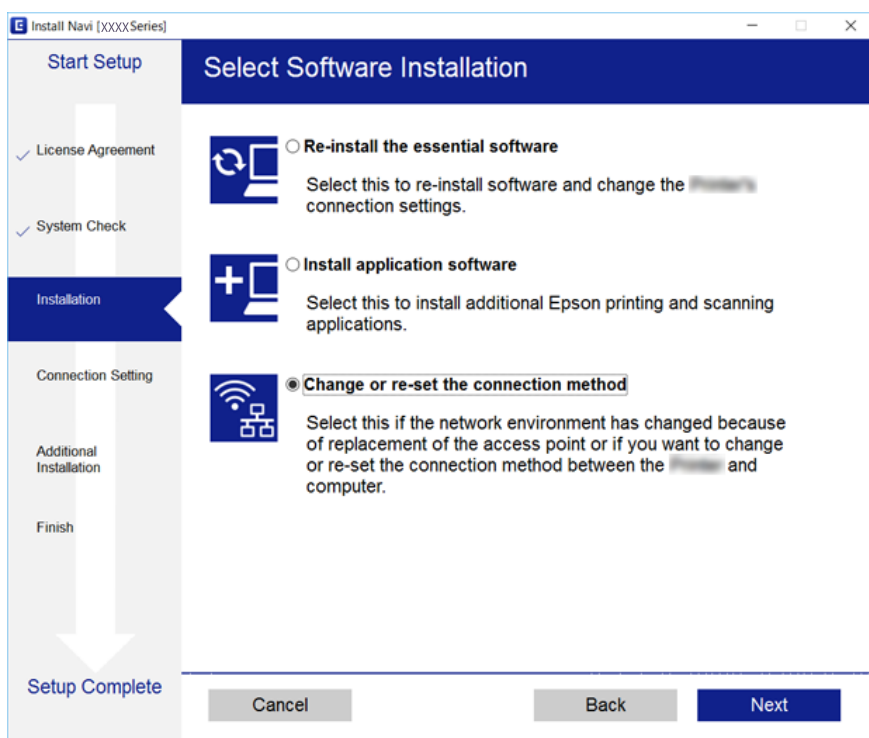 Install Navi [XXXX Series]
Start Setup
License Agreement
System Check
Installation
Connection Setting
Additional
Installation
Finish
Setup Complete
Select Software Installation
Re-install the essential software
Select this to re-install software and change the
connection settings.
Install application software
Select this to install additional Epson printing and scanning
applications.
Change or re-set the connection method
Select this if the network environment has changed because
of replacement of the access point or if you want to change
or re-set the connection method between the and
computer.
Cancel
Back
Next